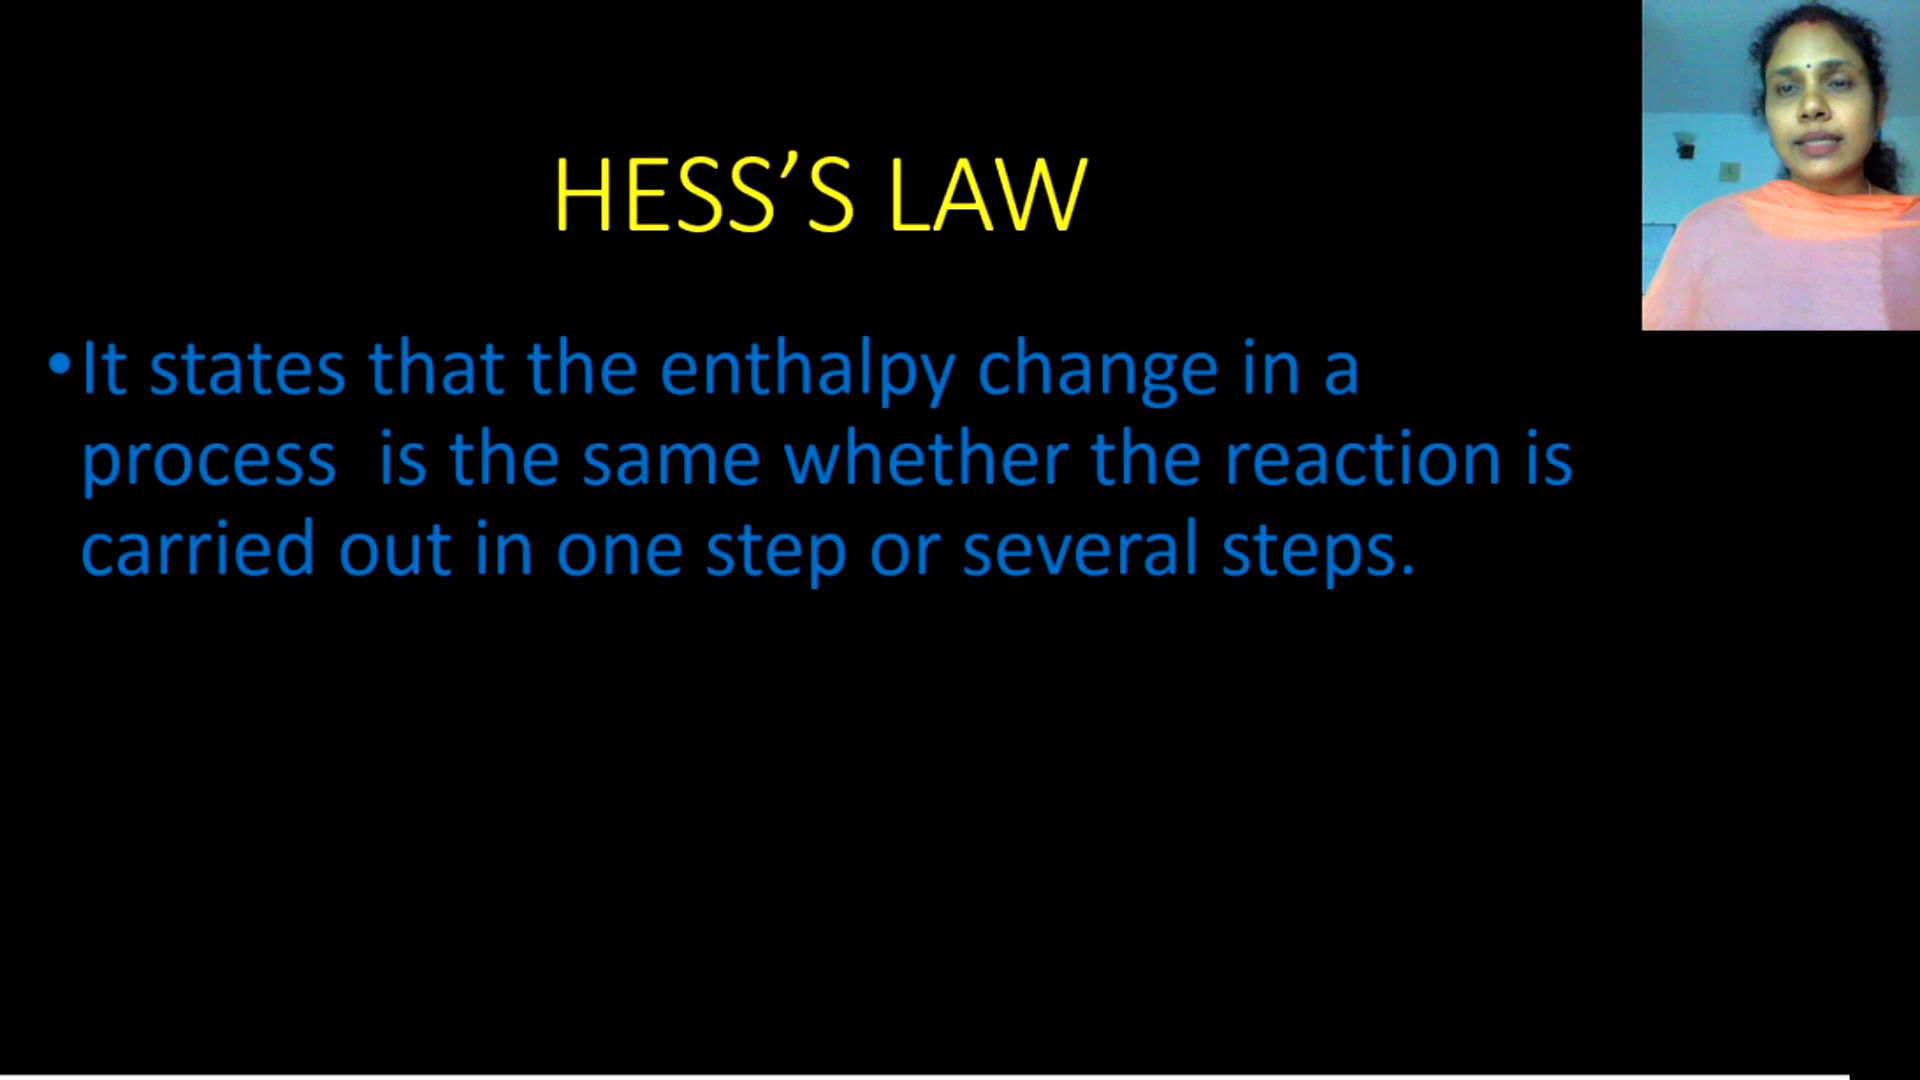 HESS’S LAW
•It states that the enthalpy change in a
process  is the same whether the reaction is
carried out in one step or several steps.